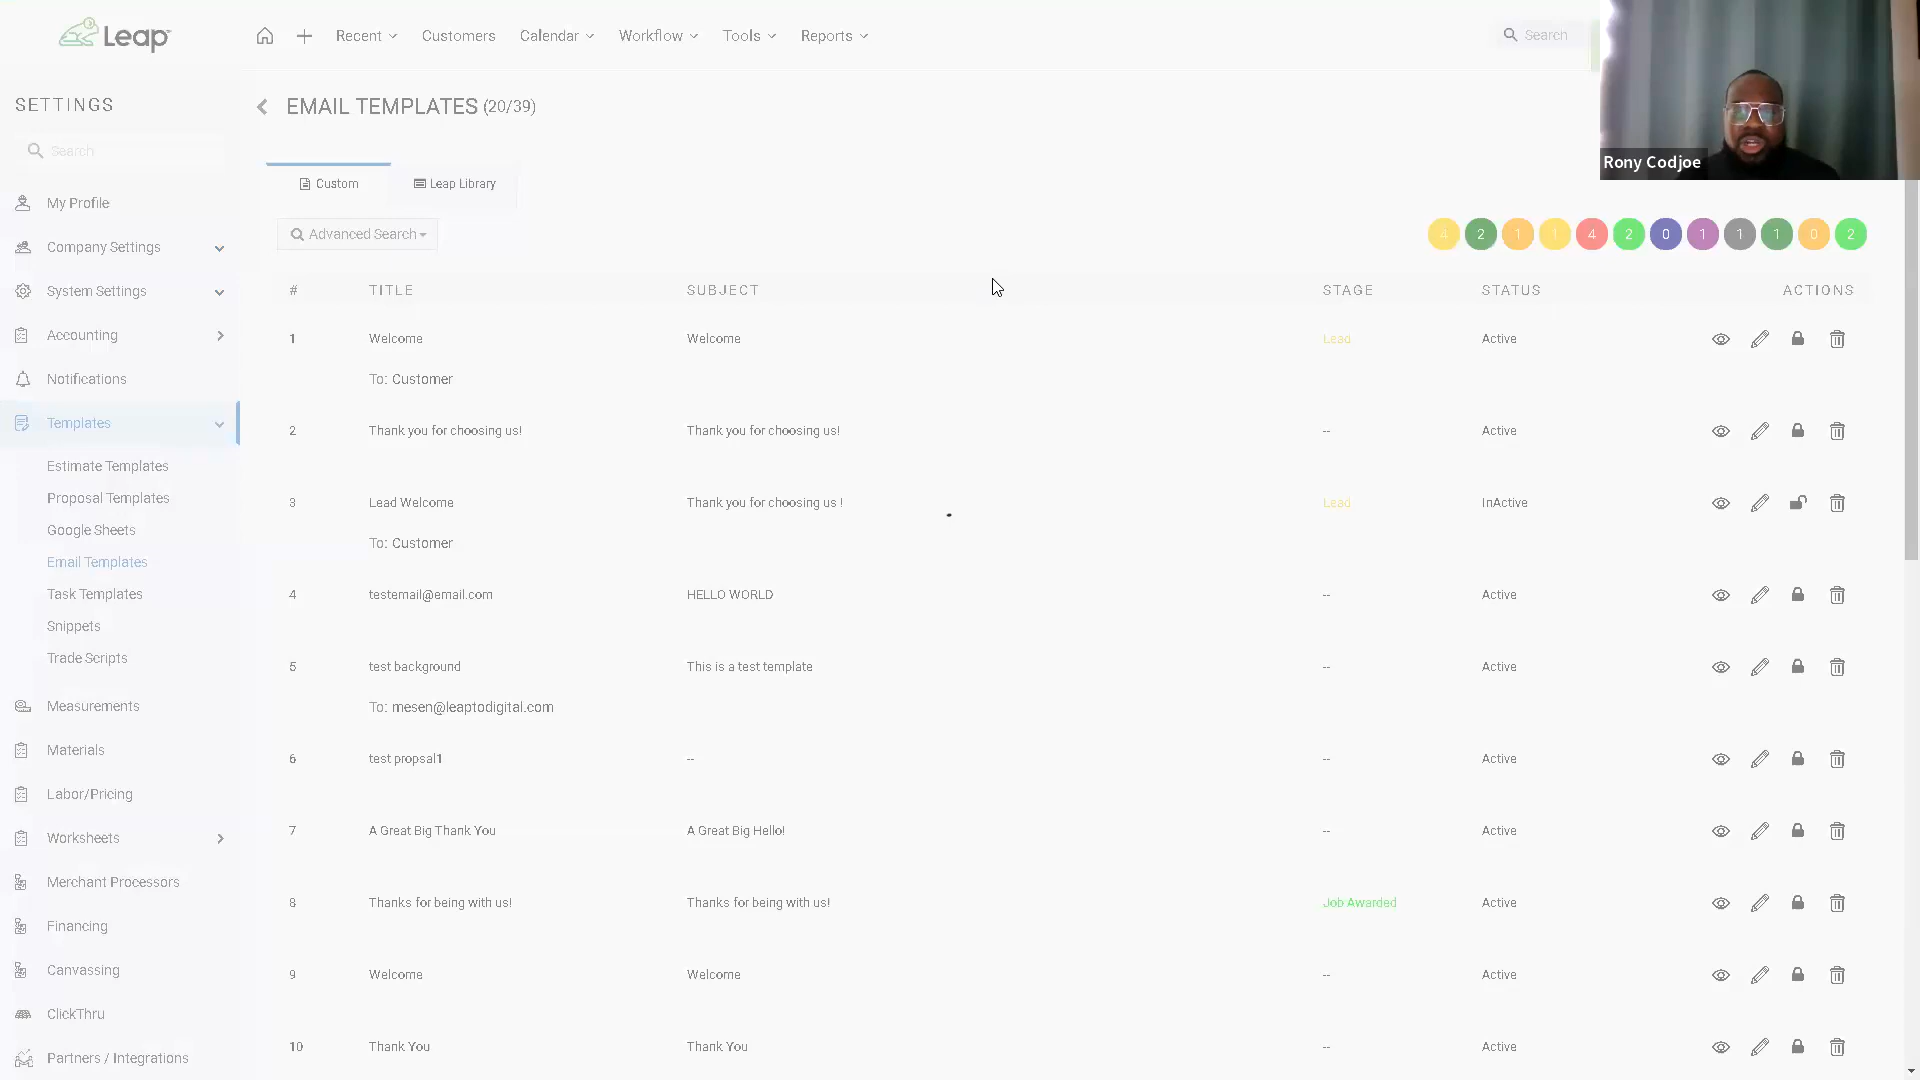 Leap
Recent
Customers
Calendar
Workflow
Tools
Reports
Search
Rony Codjoe
SETTINGS
Search
My Profile
Company Settings
System Settings
Accounting
Notifications
Templates
Estimate Templates
Proposal Templates
Google Sheets
Email Templates
Task Templates
Snippets
Trade Scripts
Measurements
Materials
Labor/Pricing
Worksheets
Merchant Processors
Financing
Canvassing
ClickThru
Partners / Integrations
EMAIL TEMPLATES (20/39)
Custom
Leap Library
Advanced Search
4 2 1 1 4 2 0 1 1 1 0 2
# TITLE SUBJECT STAGE STATUS ACTIONS
1 Welcome Welcome Lead Active
To: Customer
2 Thank you for choosing us! Thank you for choosing us! -- Active
3 Lead Welcome Thank you for choosing us ! Lead InActive
To: Customer
4 testemail@email.com HELLO WORLD -- Active
5 test background This is a test template -- Active
To: mesen@leaptodigital.com
6 test propsal1 -- -- Active
7 A Great Big Thank You A Great Big Hello! -- Active
8 Thanks for being with us! Thanks for being with us! Job Awarded Active
9 Welcome Welcome -- Active
10 Thank You Thank You -- Active